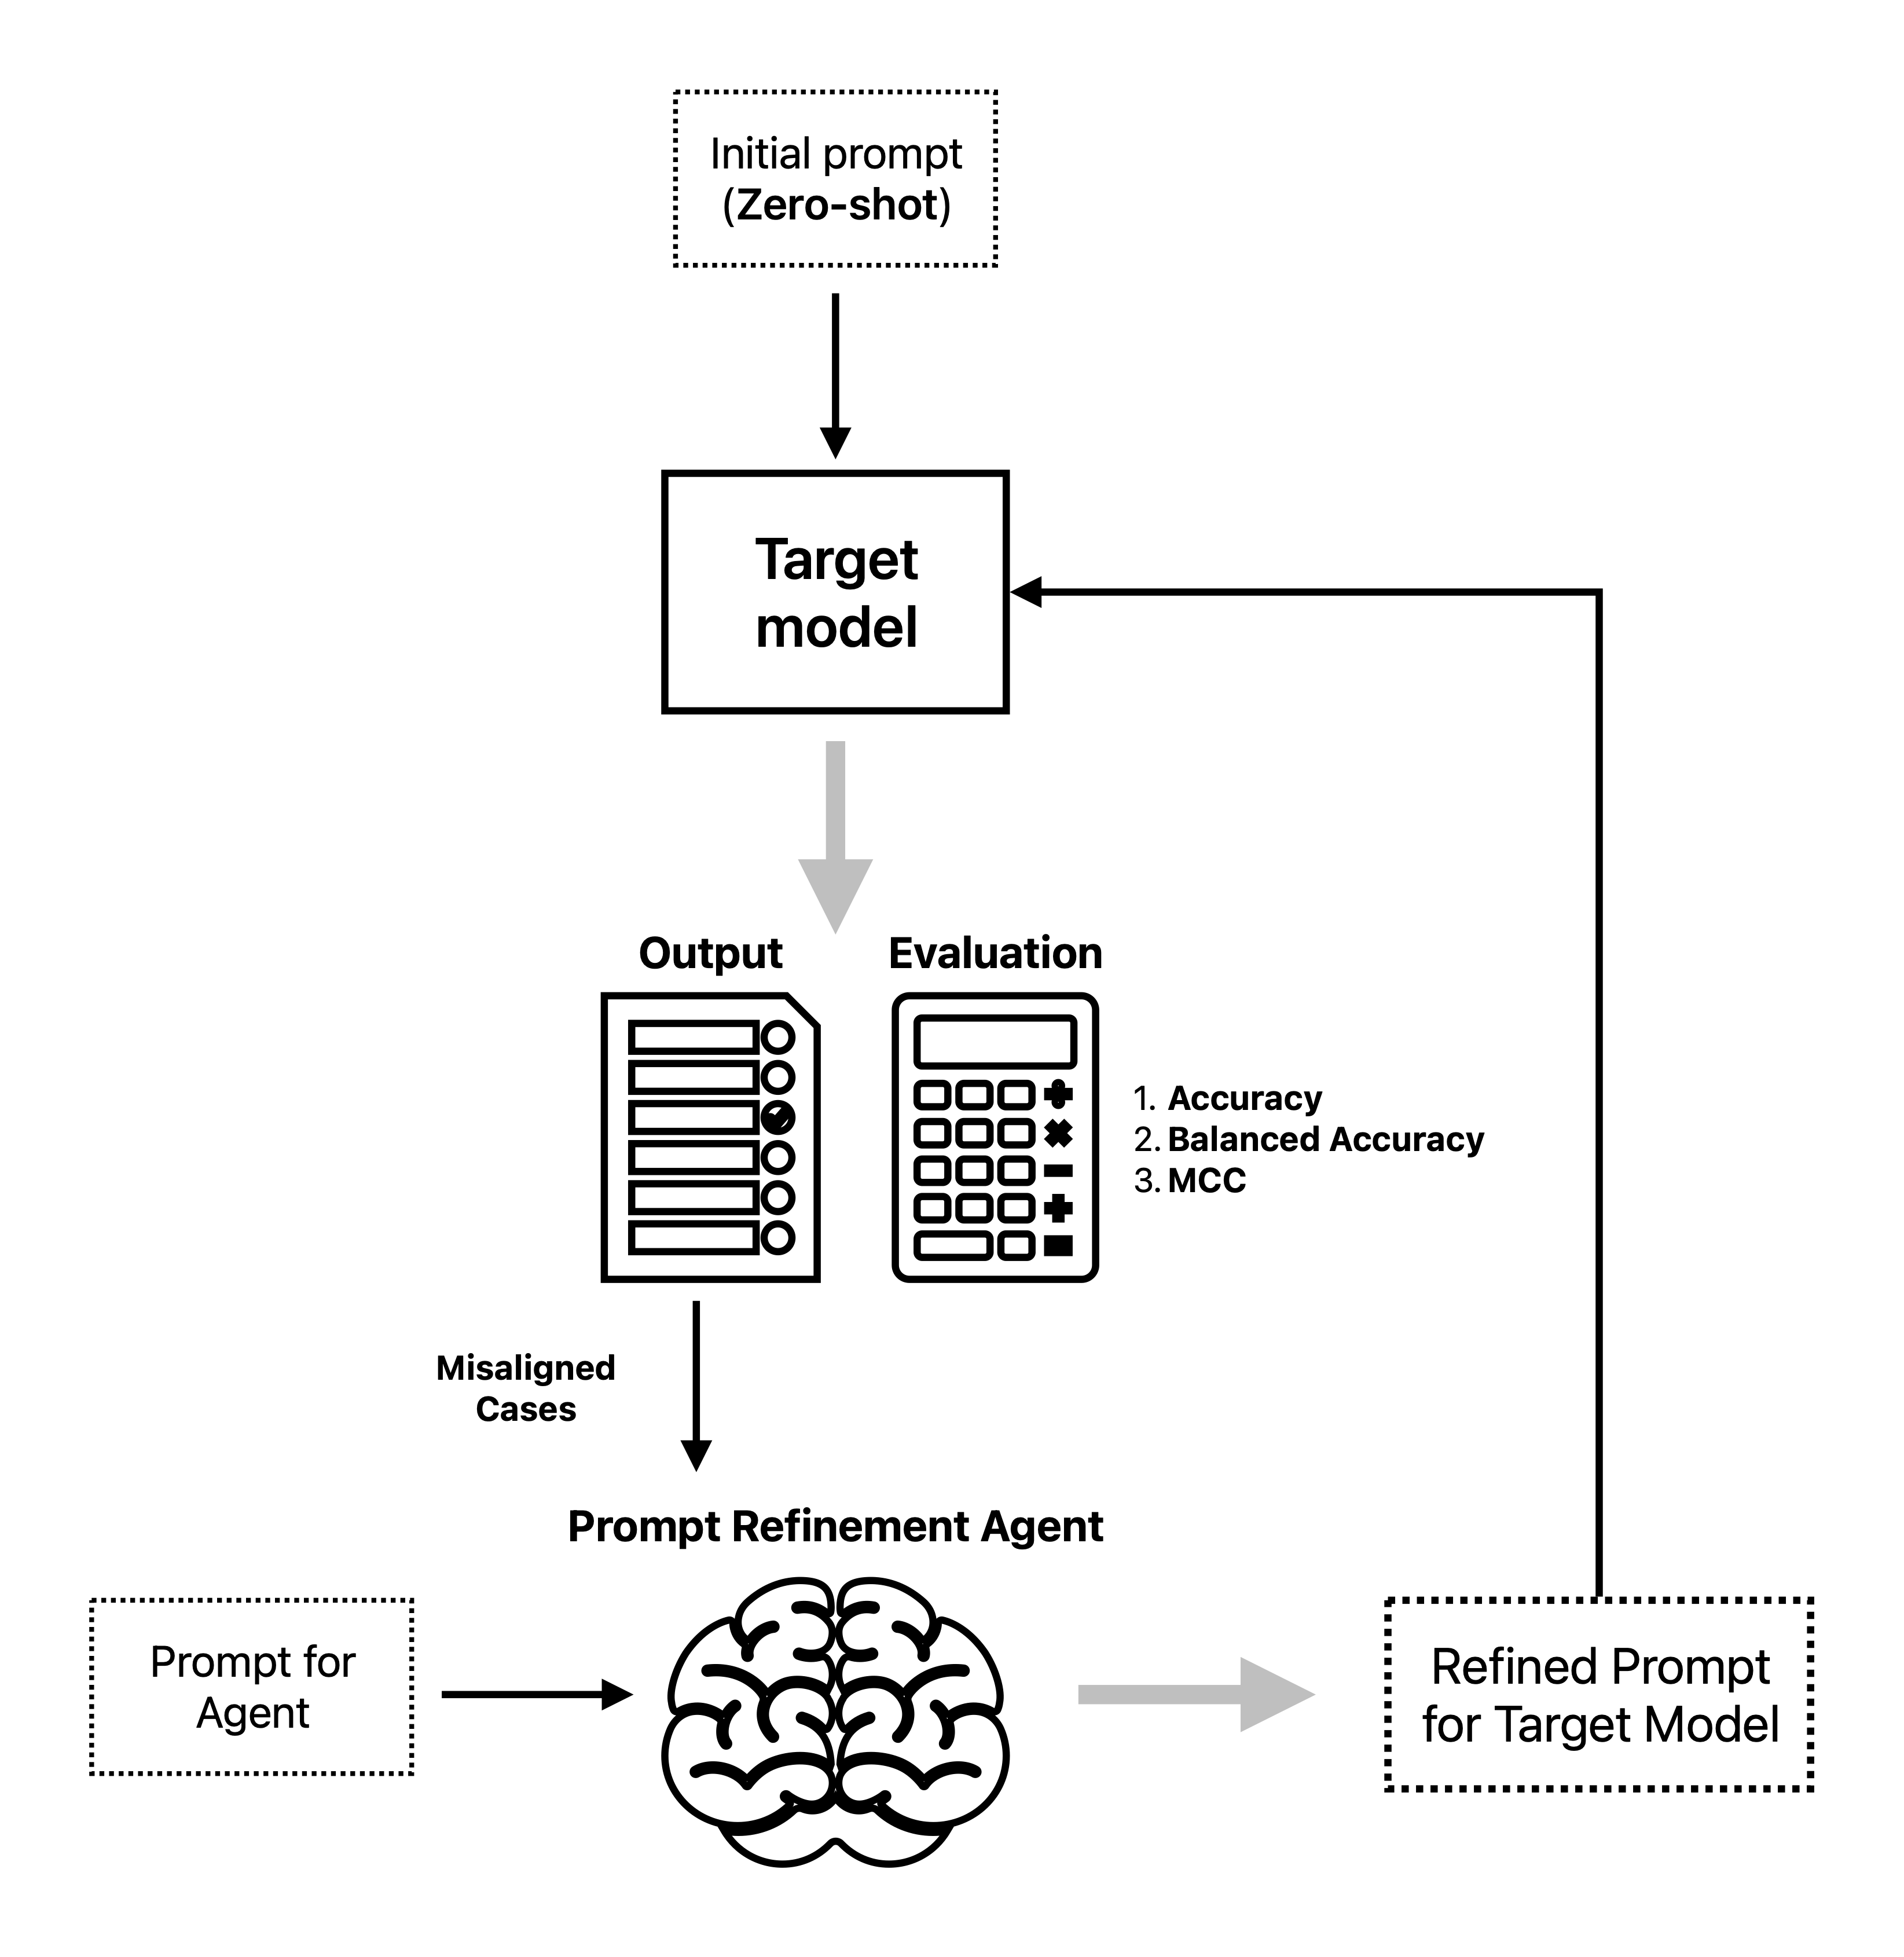 Initial prompt
(Zero-shot)
Target
model
Output
Evaluation
1. Accuracy
2. Balanced Accuracy
3. MCC
Misaligned
Cases
Prompt Refinement Agent
Prompt for
Agent
Refined Prompt
for Target Model